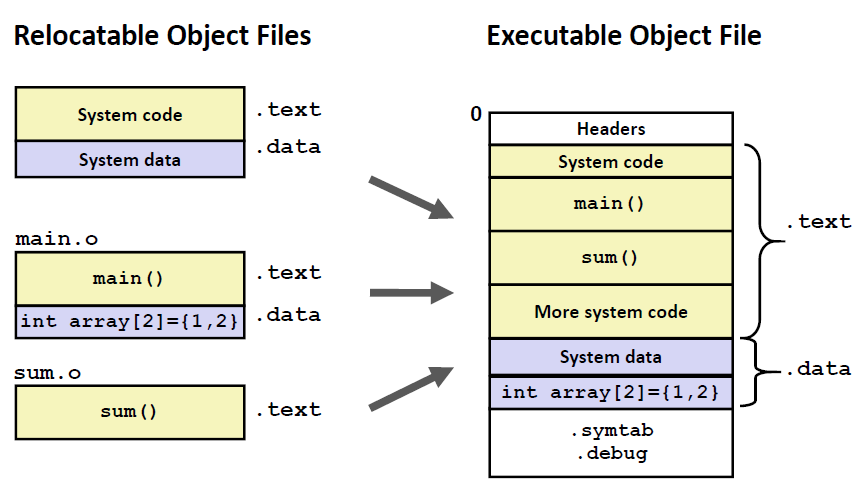 Relocatable Object Files
System code
.text
System data
.data
main.o
main()
.text
int array[2]={1,2}
.data
sum.o
sum()
.text
Executable Object File
0
Headers
System code
main()
sum()
More system code
.text
System data
int array[2]={1,2}
.data
.symtab
.debug